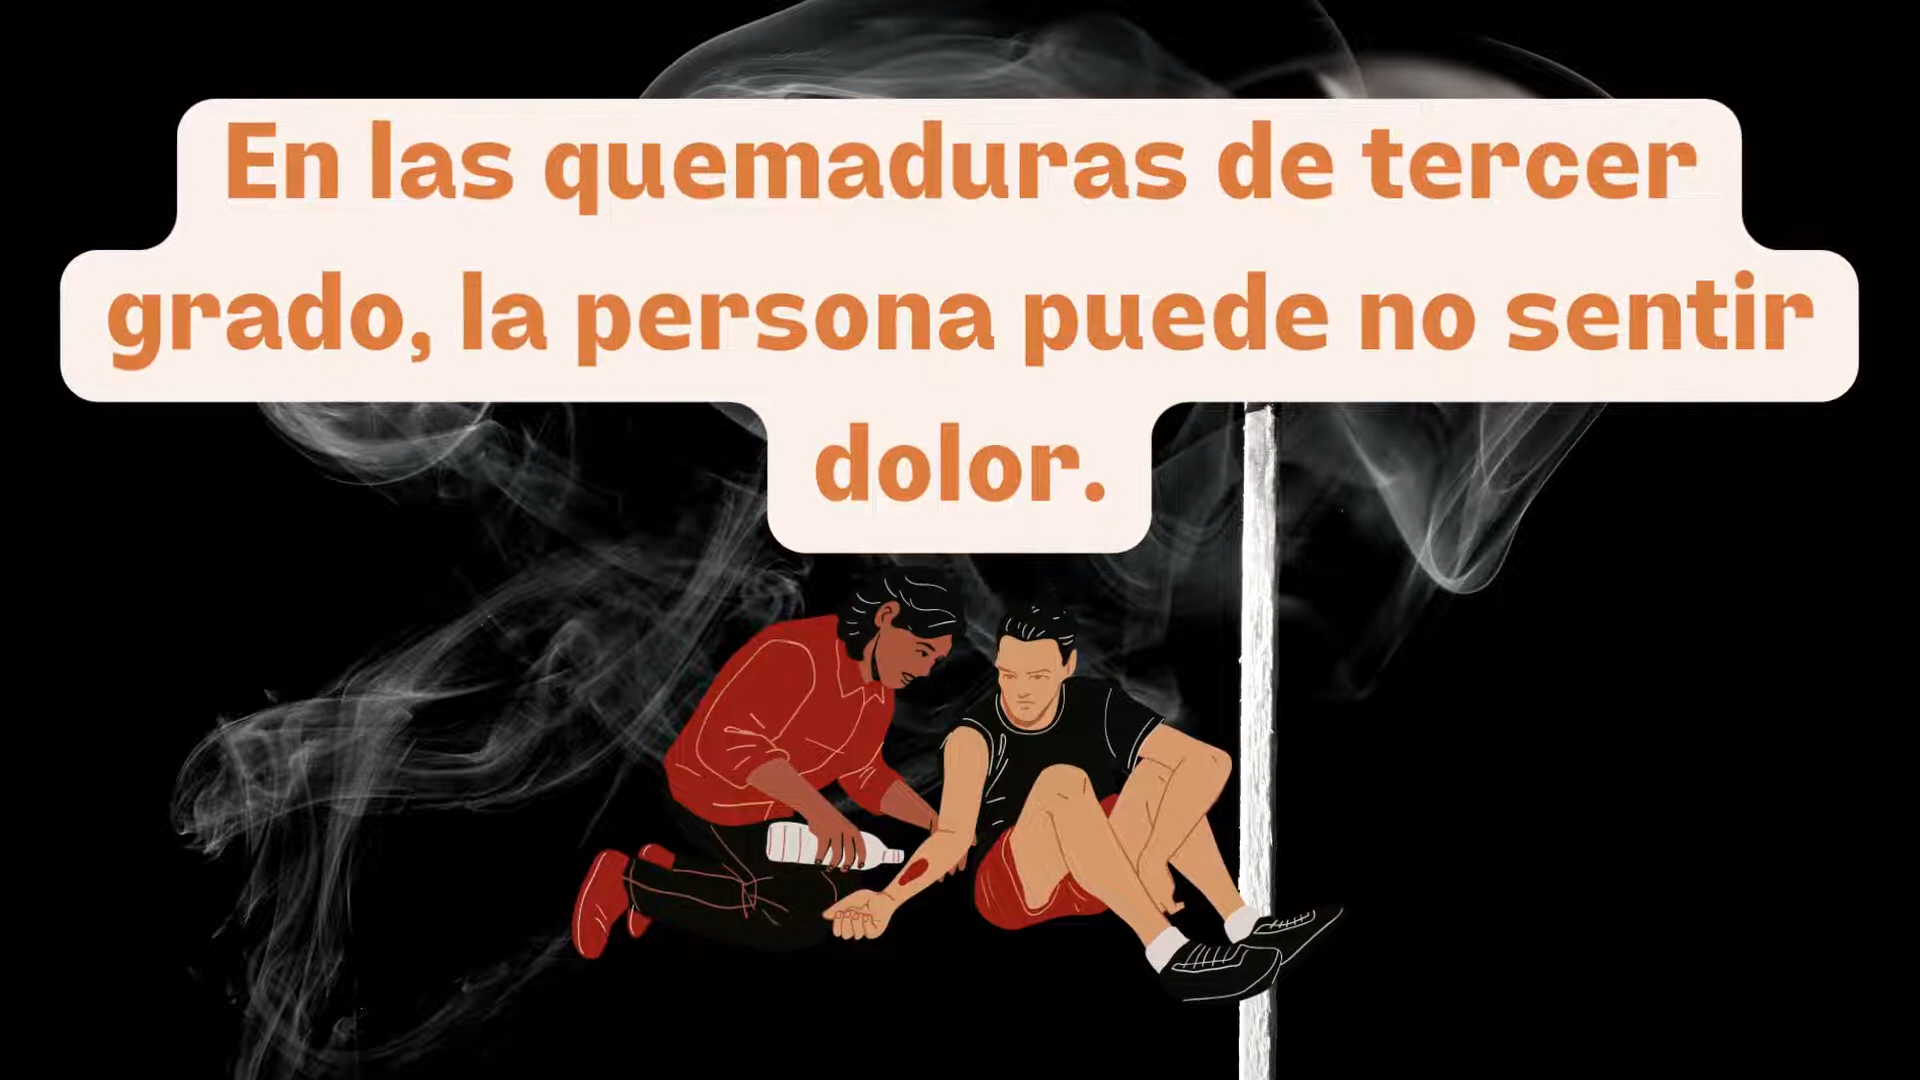 En las quemaduras de tercer
grado, la persona puede no sentir
dolor.